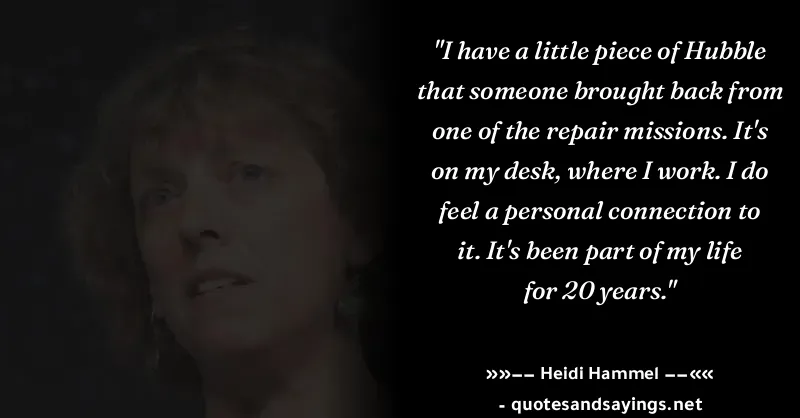 "I have a little piece of Hubble
that someone brought back from
one of the repair missions. It's
on my desk, where I work. I do
feel a personal connection to
it. It's been part of my life
for 20 years."
»»–– Heidi Hammel ––««
- quotesandsayings.net